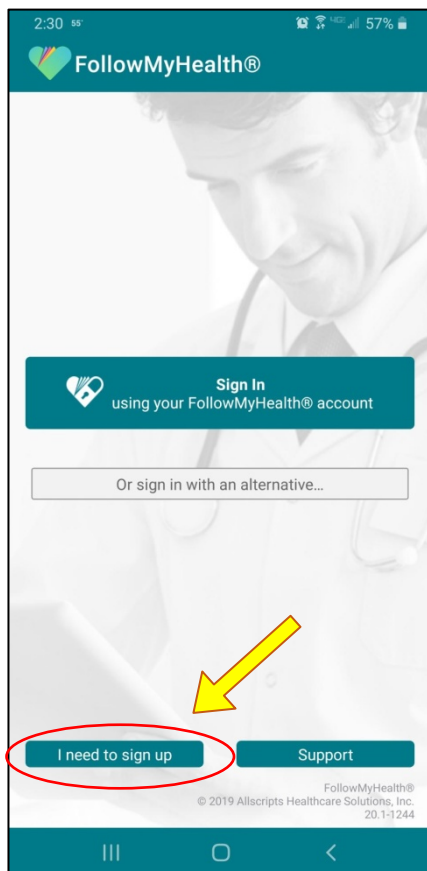 2:30 55° 57%
FollowMyHealth®
Sign In
using your FollowMyHealth® account
Or sign in with an alternative...
I need to sign up
Support
FollowMyHealth®
© 2019 Allscripts Healthcare Solutions, Inc.
20.1-1244